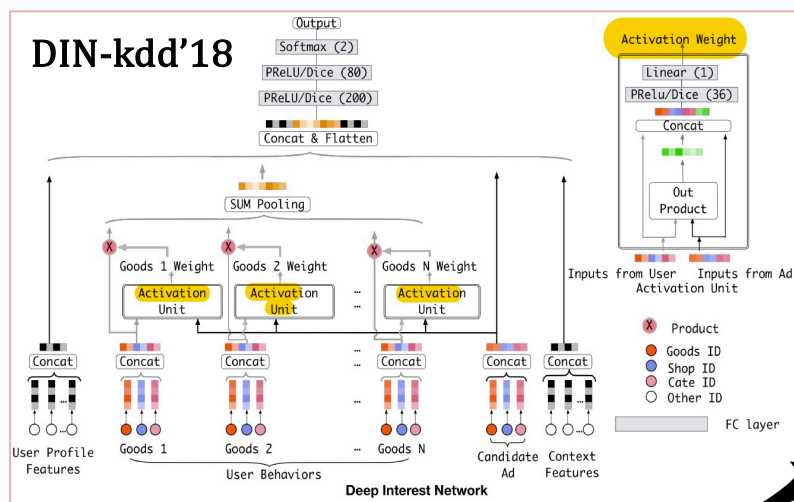 DIN-kdd'18
Output
Softmax (2)
PReLU/Dice (80)
PReLU/Dice (200)
Concat & Flatten
SUM Pooling
X
X
X
Goods 1 Weight
Goods 2 Weight
Goods N Weight
Activation
Unit
Activation
Unit
...
...
Activation
Unit
Concat
Concat
Concat
...
...
Concat
Concat
Concat
...
...
...
User Profile
Features
Goods 1
Goods 2
...
Goods N
User Behaviors
Candidate
Ad
Context
Features
Deep Interest Network
Activation Weight
Linear (1)
PRelu/Dice (36)
Concat
Out
Product
Inputs from User
Inputs from Ad
Activation Unit
X
Product
Goods ID
Shop ID
Cate ID
Other ID
FC layer